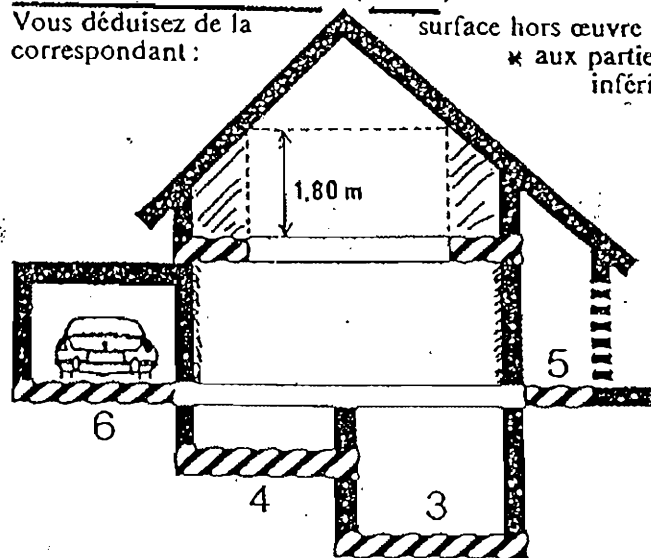 Vous déduisez de la surface hors œuvre
correspondant : * aux partie
inféri
1,80 m
5
6
4
3